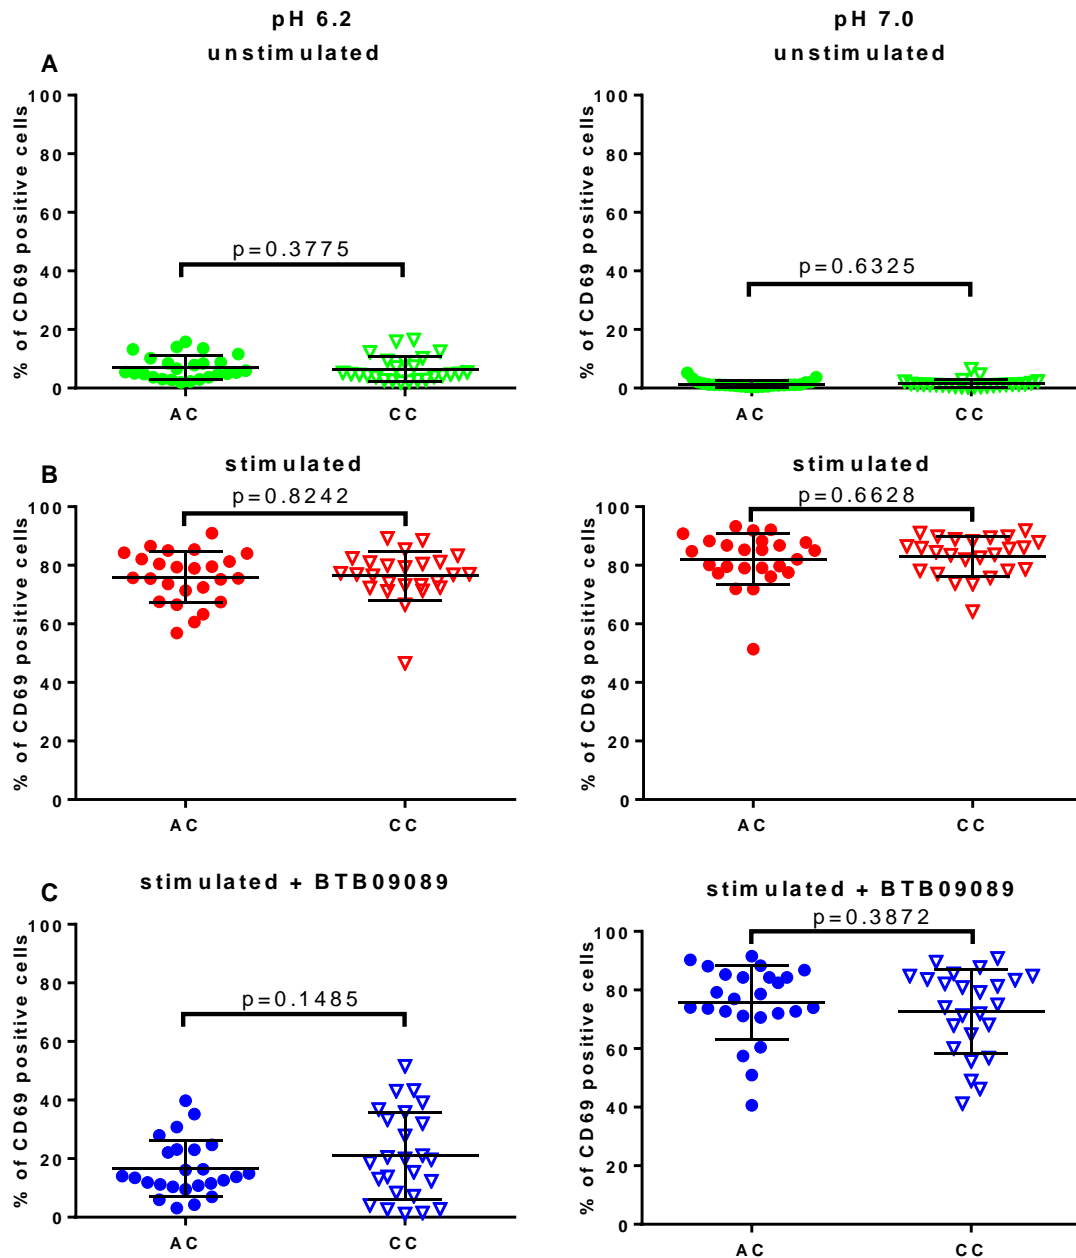 pH 6.2
pH 7.0
unstimulated
unstimulated
A
% of CD69 positive cells
100
80
60
40
20
0
p=0.3775
AC
CC
% of CD69 positive cells
100
80
60
40
20
0
p=0.6325
AC
CC
B
stimulated
% of CD69 positive cells
100
80
60
40
20
0
p=0.8242
AC
CC
stimulated
% of CD69 positive cells
100
80
60
40
20
0
p=0.6628
AC
CC
C
stimulated + BTB09089
% of CD69 positive cells
100
80
60
40
20
0
p=0.1485
AC
CC
stimulated + BTB09089
% of CD69 positive cells
100
80
60
40
20
0
p=0.3872
AC
CC